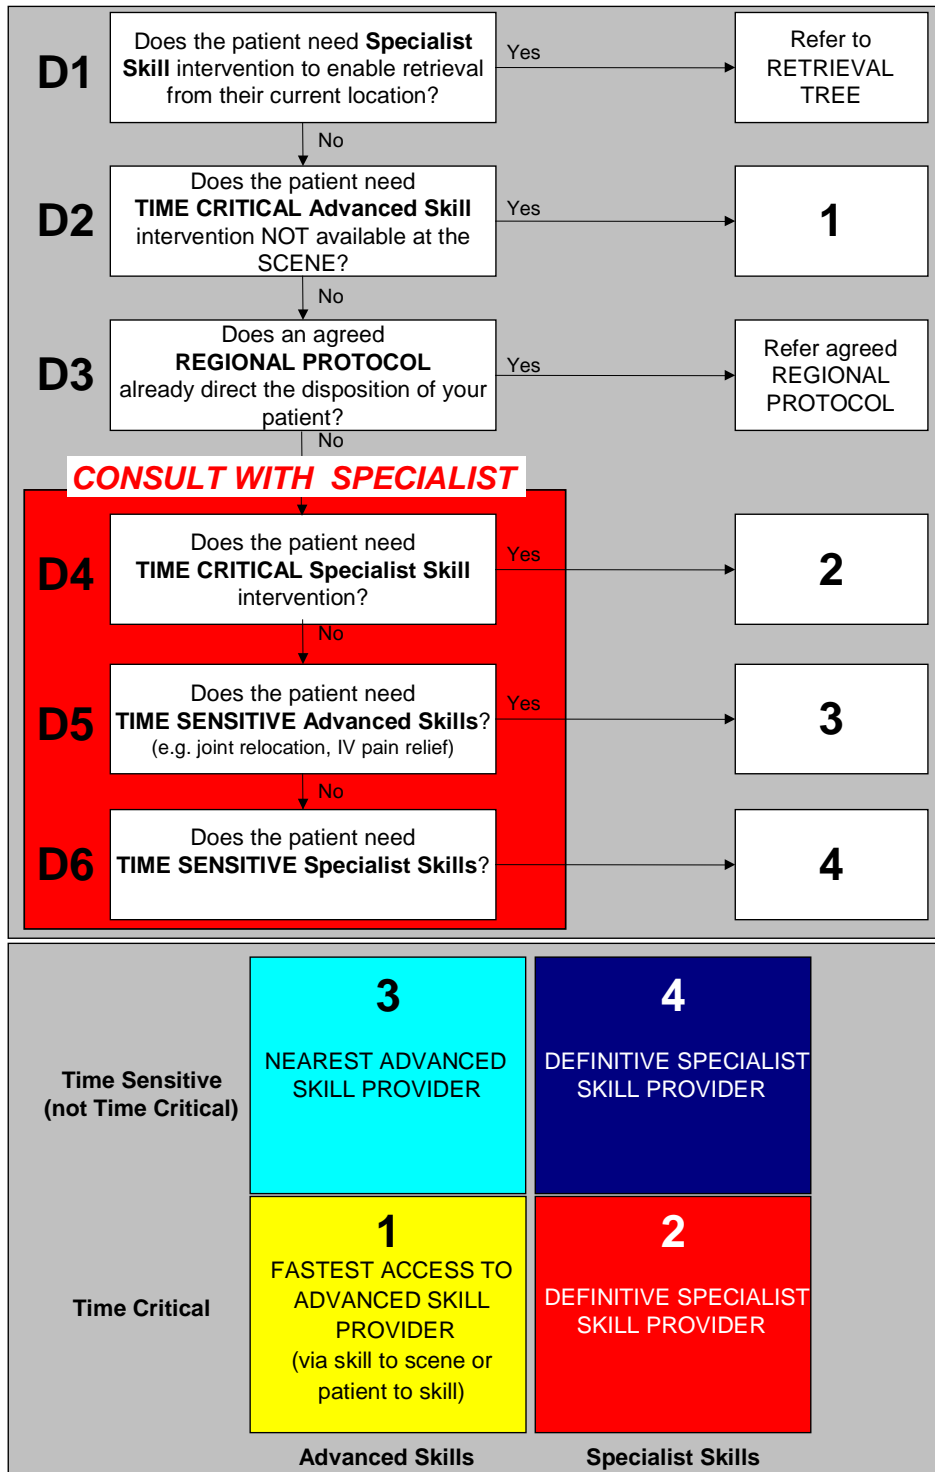 D1
Does the patient need Specialist
Skill intervention to enable retrieval
from their current location?
Yes
Refer to
RETRIEVAL
TREE
No
D2
Does the patient need
TIME CRITICAL Advanced Skill
intervention NOT available at the
SCENE?
Yes
1
No
D3
Does an agreed
REGIONAL PROTOCOL
already direct the disposition of your
patient?
Yes
Refer agreed
REGIONAL
PROTOCOL
No
CONSULT WITH SPECIALIST
D4
Does the patient need
TIME CRITICAL Specialist Skill
intervention?
Yes
2
No
D5
Does the patient need
TIME SENSITIVE Advanced Skills?
(e.g. joint relocation, IV pain relief)
Yes
3
No
D6
Does the patient need
TIME SENSITIVE Specialist Skills?
4
Time Sensitive
(not Time Critical)
3
NEAREST ADVANCED
SKILL PROVIDER
4
DEFINITIVE SPECIALIST
SKILL PROVIDER
Time Critical
1
FASTEST ACCESS TO
ADVANCED SKILL
PROVIDER
(via skill to scene or
patient to skill)
2
DEFINITIVE SPECIALIST
SKILL PROVIDER
Advanced Skills
Specialist Skills